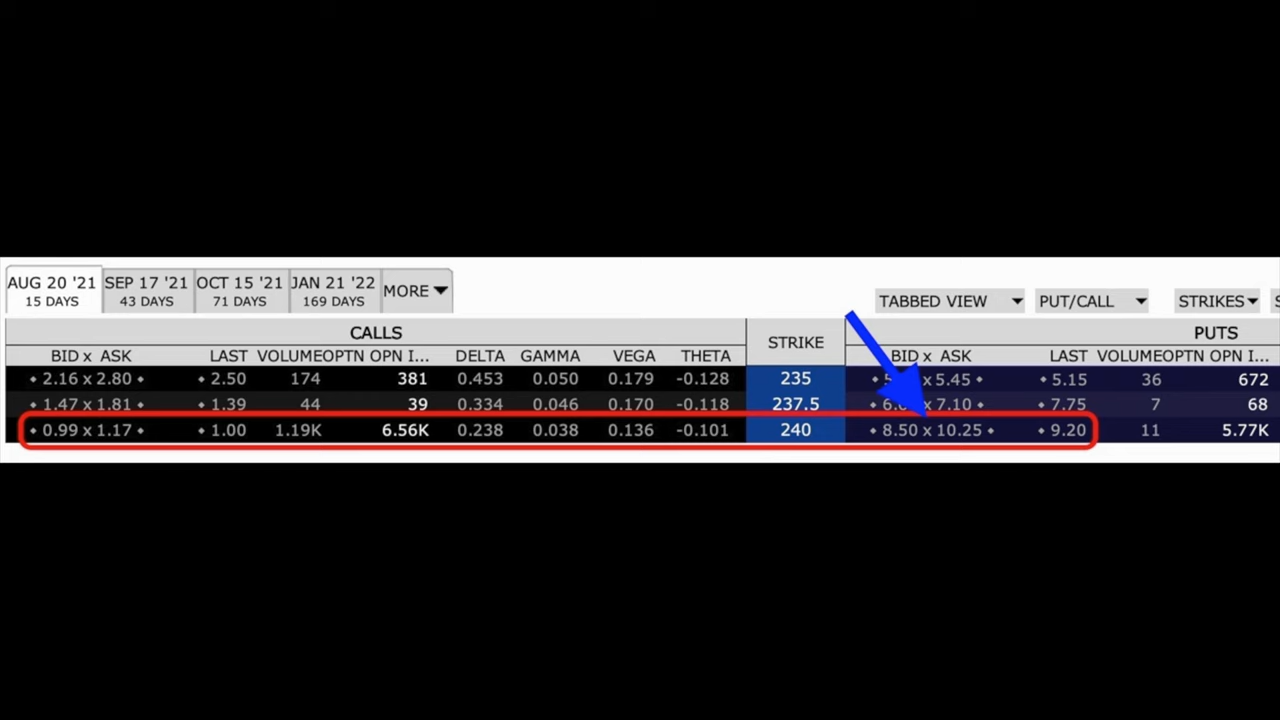 AUG 20 '21 SEP 17 '21 OCT 15 '21 JAN 21 '22 MORE
15 DAYS 43 DAYS 71 DAYS 169 DAYS
TABBED VIEW PUT/CALL STRIKES
CALLS STRIKE PUTS
BID x ASK LAST VOLUME OPTN OPN I... DELTA GAMMA VEGA THETA BID x ASK LAST VOLUME OPTN OPN I...
2.16 x 2.80 2.50 174 381 0.453 0.050 0.179 -0.128 235 x 5.45 5.15 36 672
1.47 x 1.81 1.39 44 39 0.334 0.046 0.170 -0.118 237.5 x 7.10 7.75 7 68
0.99 x 1.17 1.00 1.19K 6.56K 0.238 0.038 0.136 -0.101 240 8.50 x 10.25 9.20 11 5.77K